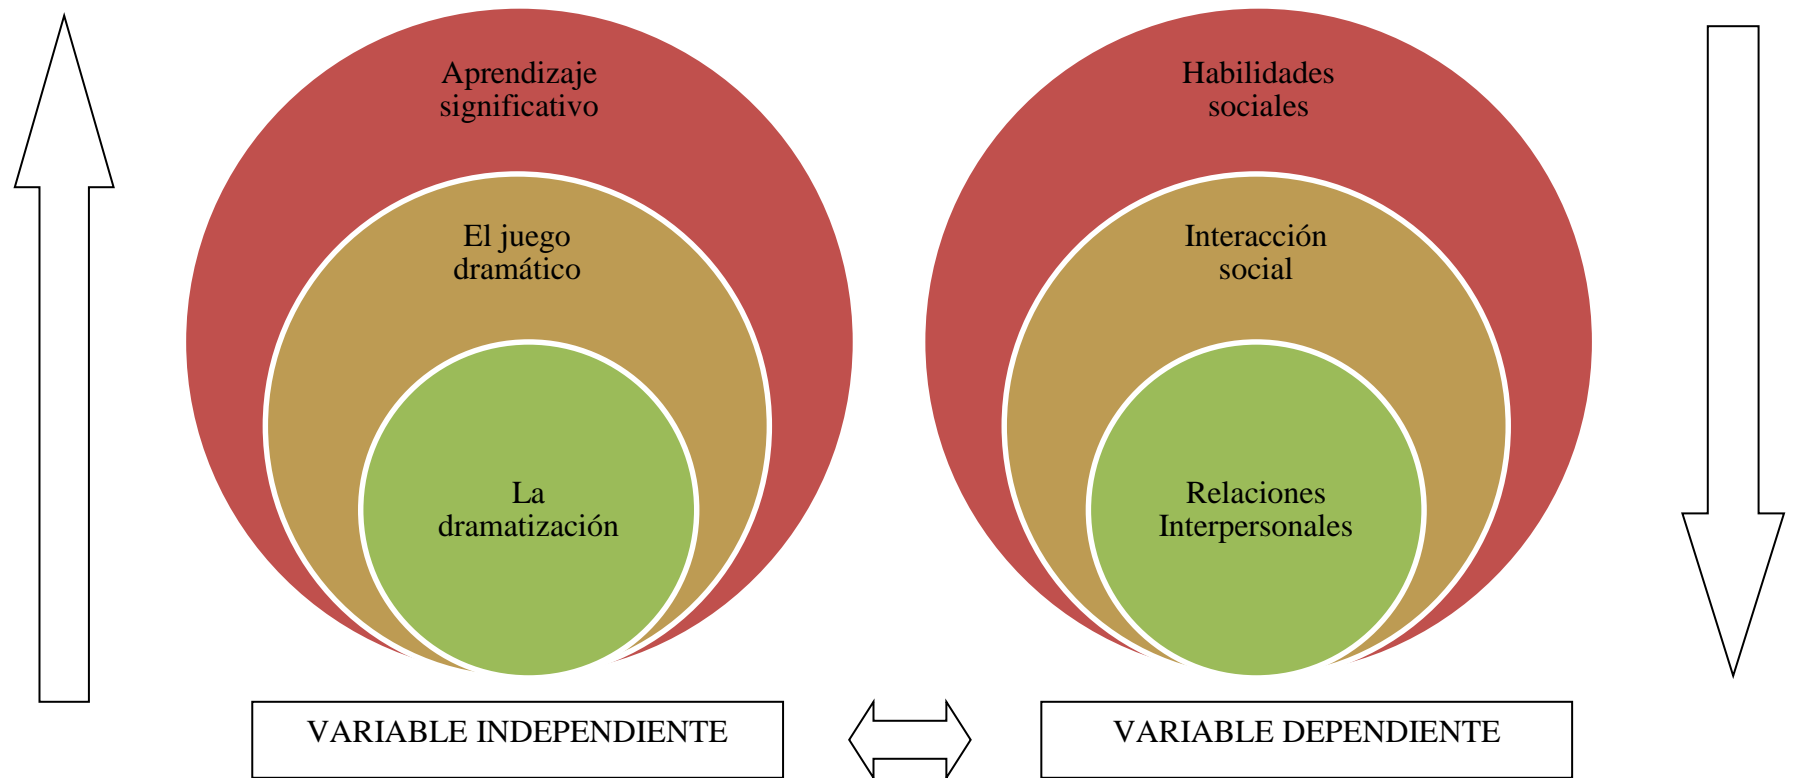 Aprendizaje
significativo
El juego
dramático
La
dramatización
Habilidades
sociales
Interacción
social
Relaciones
Interpersonales
VARIABLE INDEPENDIENTE
VARIABLE DEPENDIENTE